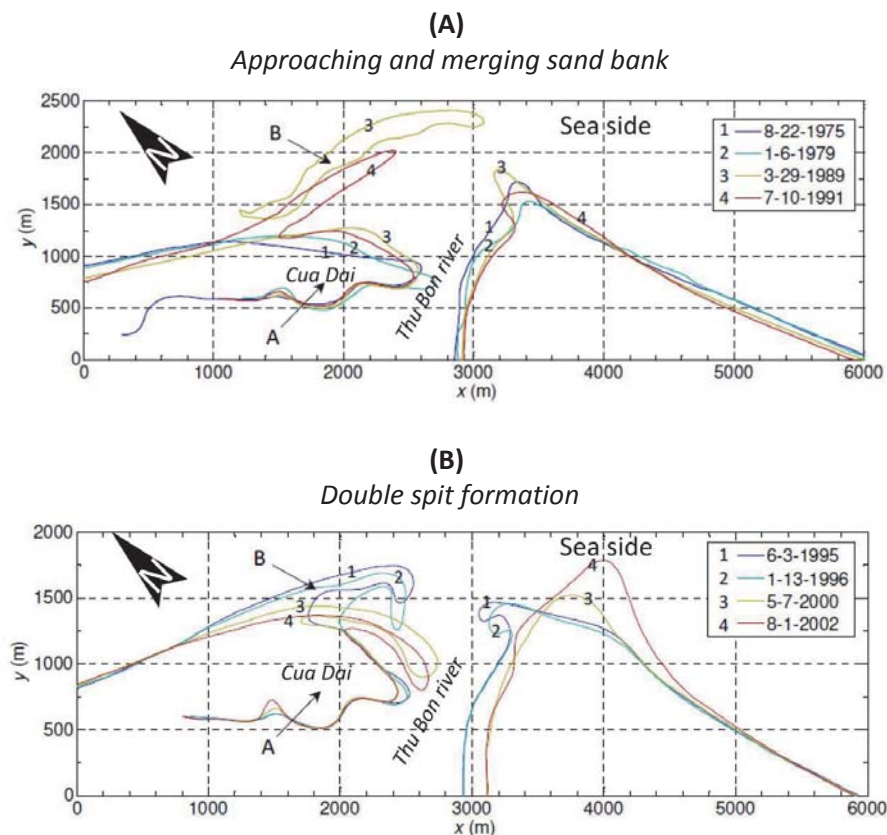 (A)
Approaching and merging sand bank
2500
2000
1500
1000
500
0
y (m)
N
B
3
4
3
2
1
Cua Dai
A
Thu Bon river
3
1
2
4
Sea side
1 8-22-1975
2 1-6-1979
3 3-29-1989
4 7-10-1991
0 1000 2000 3000 4000 5000 6000
x (m)
(B)
Double spit formation
2000
1500
1000
500
0
y (m)
N
B
1
2
3
4
Cua Dai
A
Thu Bon river
1
2
3
4
Sea side
1 6-3-1995
2 1-13-1996
3 5-7-2000
4 8-1-2002
0 1000 2000 3000 4000 5000 6000
x (m)